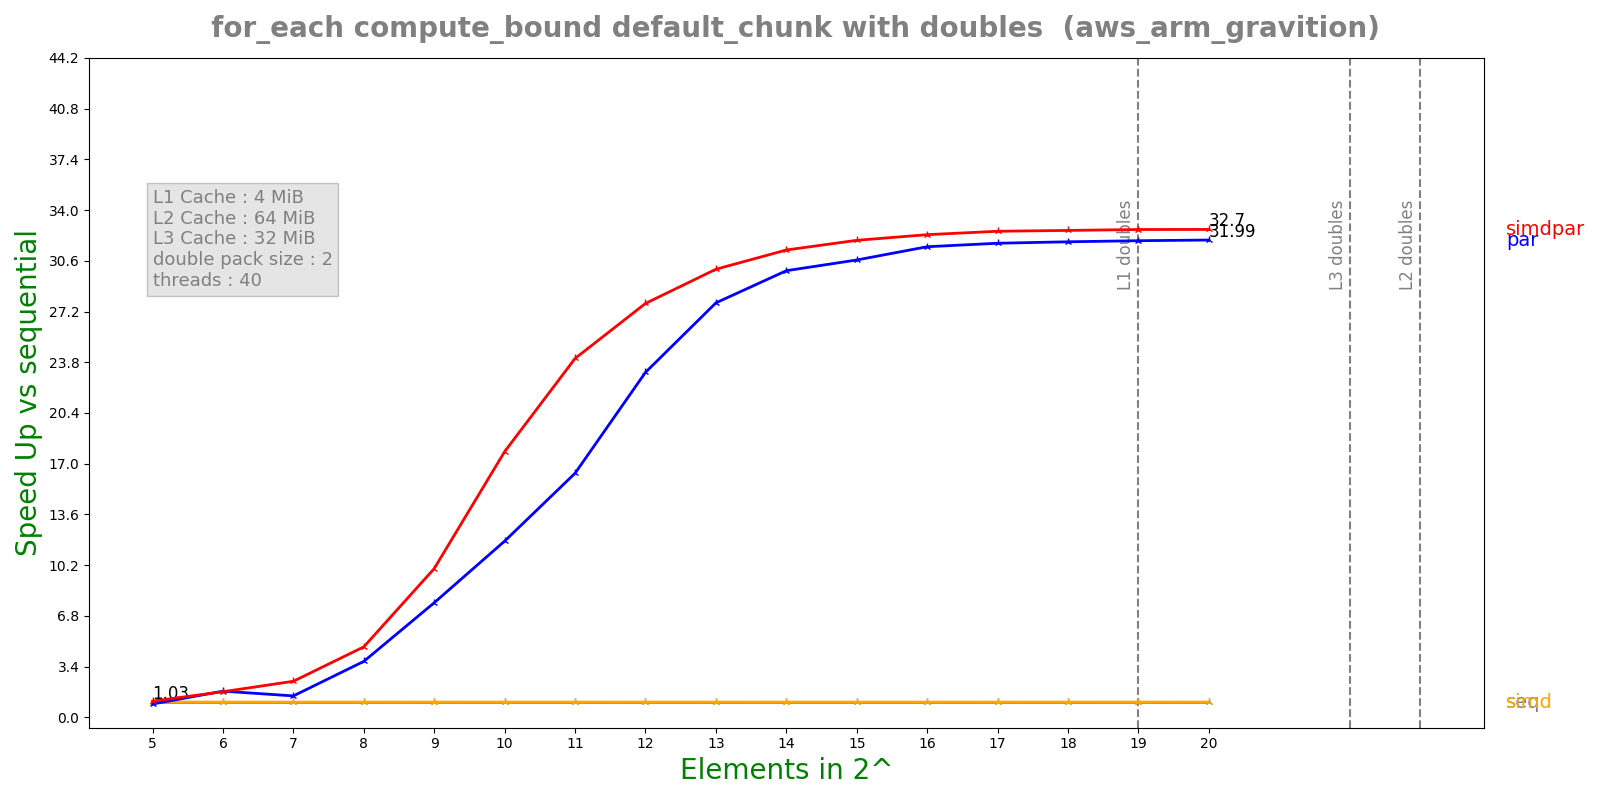 for_each compute_bound default_chunk with doubles  (aws_arm_gravition)
Speed Up vs sequential
44.2
40.8
37.4
34.0
30.6
27.2
23.8
20.4
17.0
13.6
10.2
6.8
3.4
0.0
L1 Cache : 4 MiB
L2 Cache : 64 MiB
L3 Cache : 32 MiB
double pack size : 2
threads : 40
1.03
32.7
31.99
L1 doubles
L3 doubles
L2 doubles
simdpar
par
seq
simd
5 6 7 8 9 10 11 12 13 14 15 16 17 18 19 20
Elements in 2^